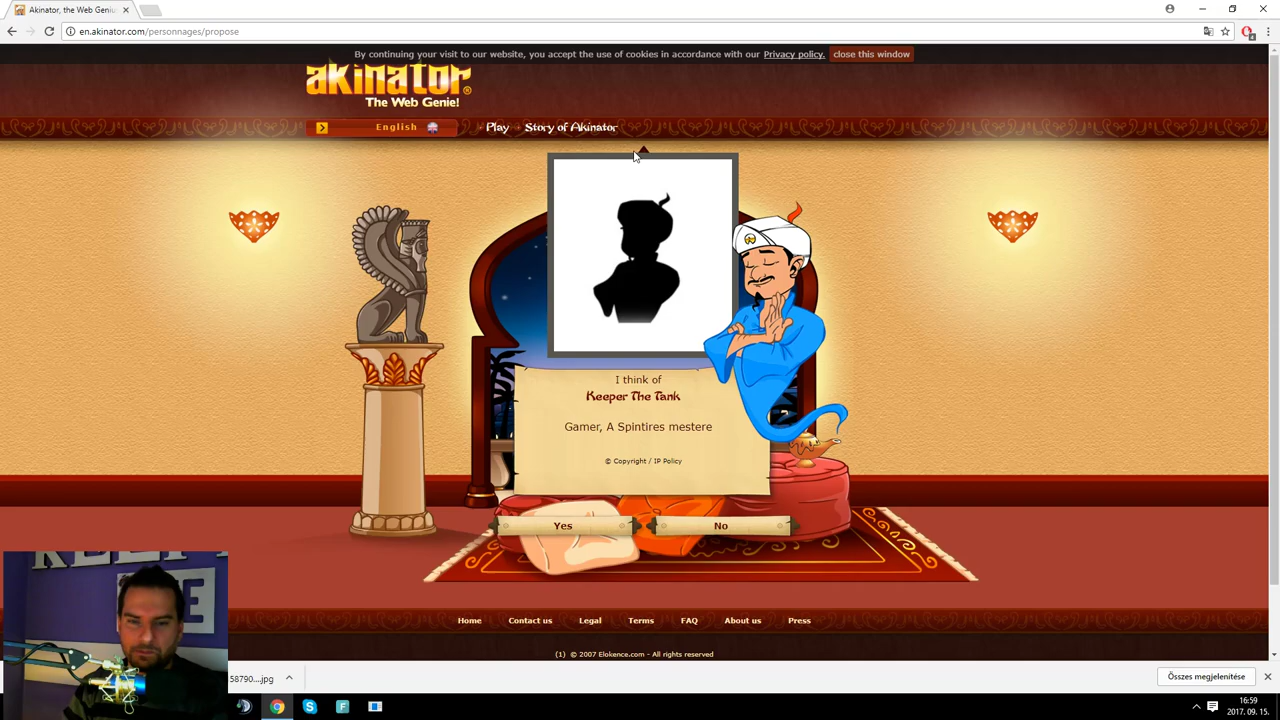 Akinator, the Web Geni
en.akinator.com/personnages/propose
By continuing your visit to our website, you accept the use of cookies in accordance with our Privacy policy. close this window
akinator®
The Web Genie!
English Play Story of Akinator
I think of
Keeper The Tank
Gamer, A Spintires mestere
© Copyright / IP Policy
Yes No
Home Contact us Legal Terms FAQ About us Press
(1) © 2007 Elokence.com - All rights reserved
58790....jpg
Összes megjelenítése
16:59
2017. 09. 15.